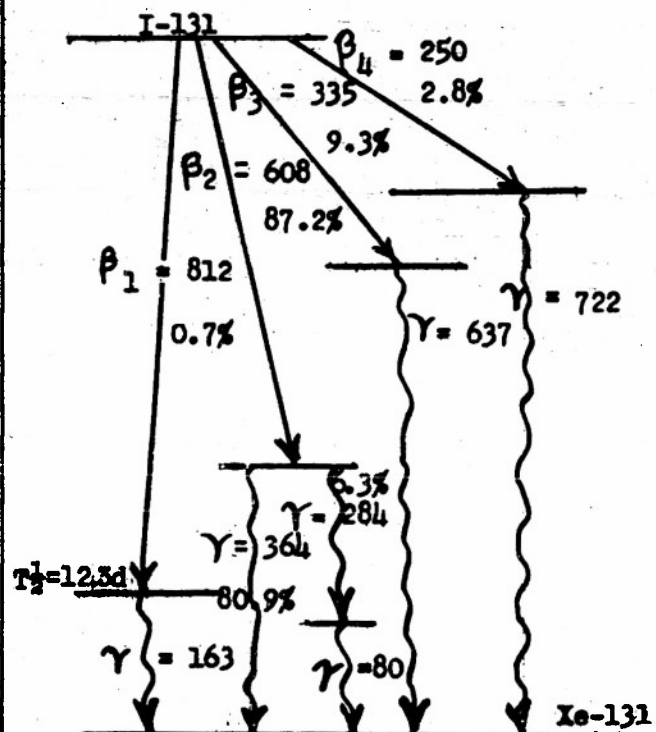 I-131
β4 = 250
2.8%
β3 = 335
9.3%
β2 = 608
87.2%
β1 = 812
0.7%
γ = 722
γ = 637
6.3%
γ = 284
γ = 364
T½=12.3d
80.9%
γ = 163
γ =80
Xe-131